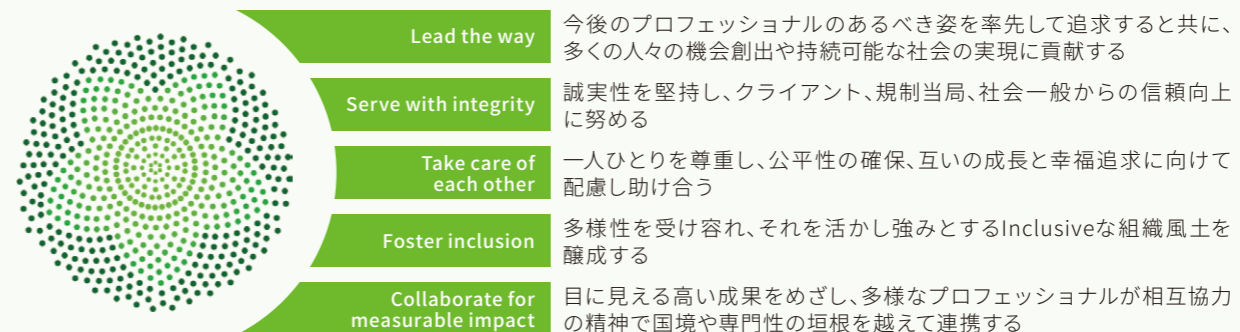 Lead the way
今後のプロフェッショナルのあるべき姿を率先して追求すると共に、
多くの人々の機会創出や持続可能な社会の実現に貢献する
Serve with integrity
誠実性を堅持し、クライアント、規制当局、社会一般からの信頼向上
に努める
Take care of
each other
一人ひとりを尊重し、公平性の確保、互いの成長と幸福追求に向けて
配慮し助け合う
Foster inclusion
多様性を受け容れ、それを活かし強みとするInclusiveな組織風土を
醸成する
Collaborate for
measurable impact
目に見える高い成果をめざし、多様なプロフェッショナルが相互協力
の精神で国境や専門性の垣根を越えて連携する